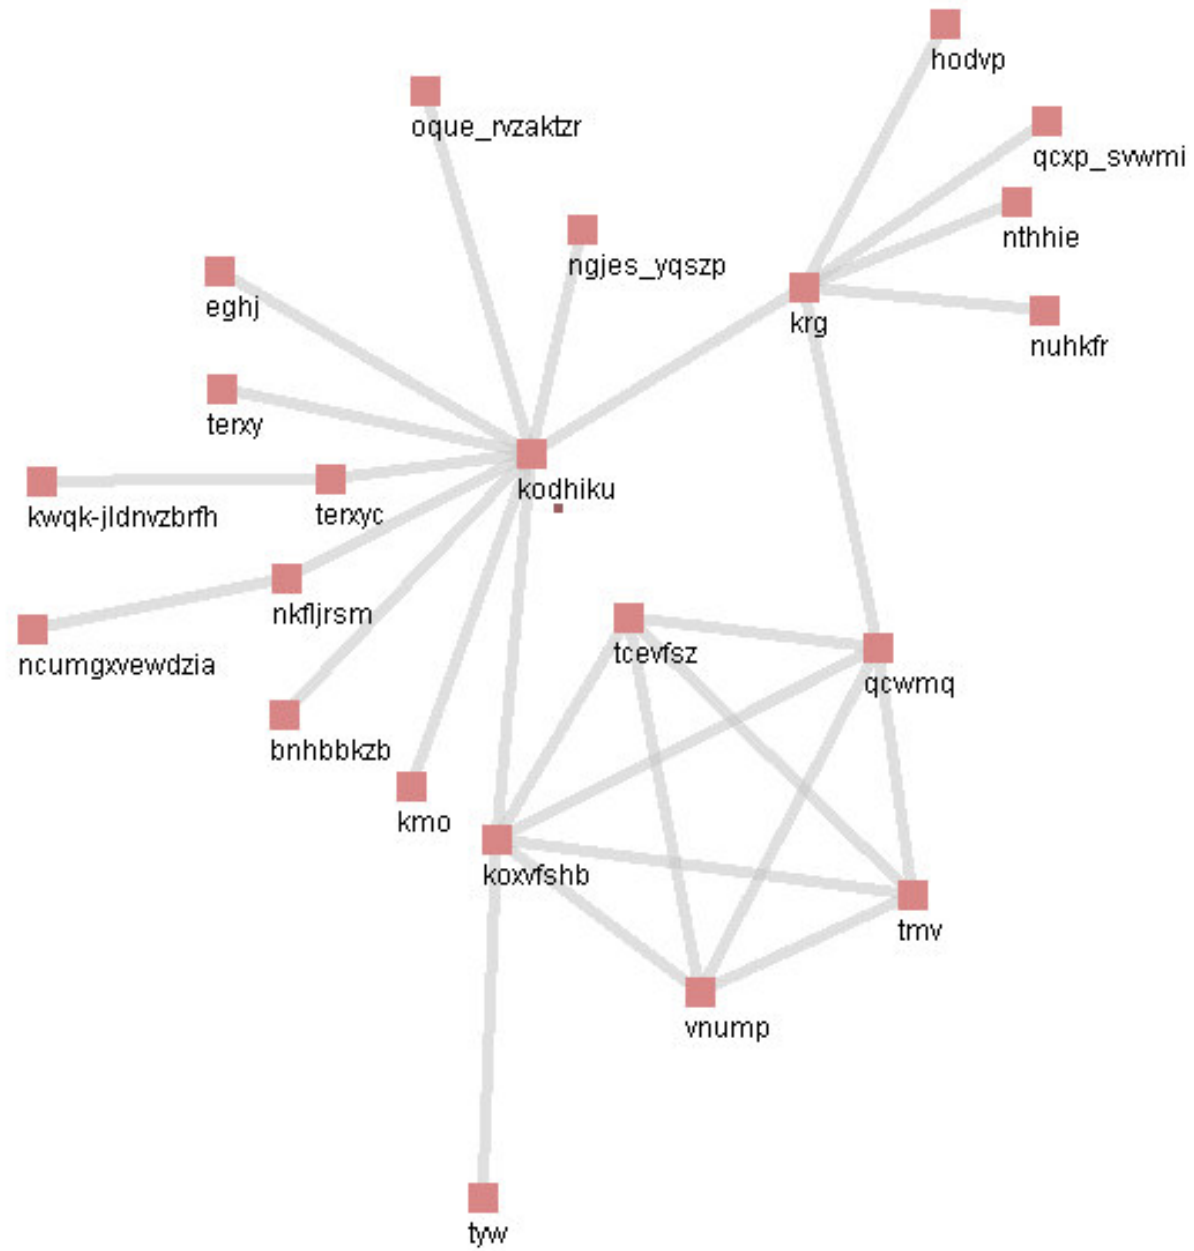 hodvp
oque_rvzaktzr
qcxp_svwmi
nthhie
ngjes_yqszp
eghj
krg
nuhkfr
terxy
kodhiku
kwqk-jldnvzbrfh
terxyc
nkfljrsm
tcevfsz
ncumgxvewdzia
qcwmq
bnhbbkzb
kmo
koxvfshb
tmv
vnump
tyw